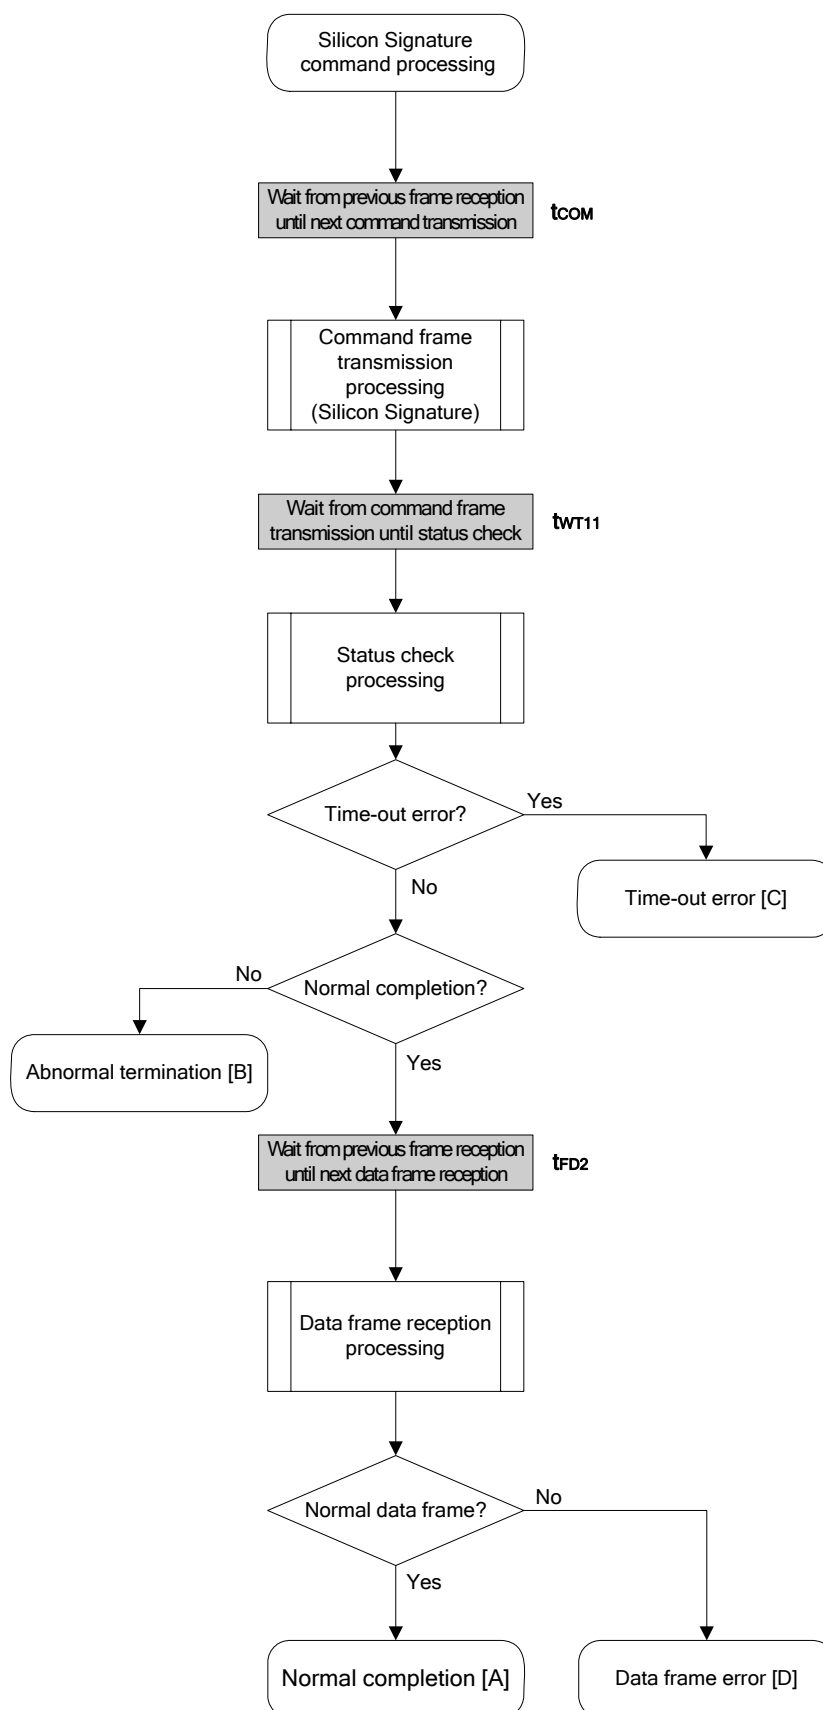 Silicon Signature
command processing
Wait from previous frame reception
until next command transmission
tCOM
Command frame
transmission
processing
(Silicon Signature)
Wait from command frame
transmission until status check
tWT11
Status check
processing
Time-out error?
Yes
No
Time-out error [C]
Normal completion?
No
Abnormal termination [B]
Yes
Wait from previous frame reception
until next data frame reception
tFD2
Data frame reception
processing
Normal data frame?
No
Yes
Normal completion [A]
Data frame error [D]